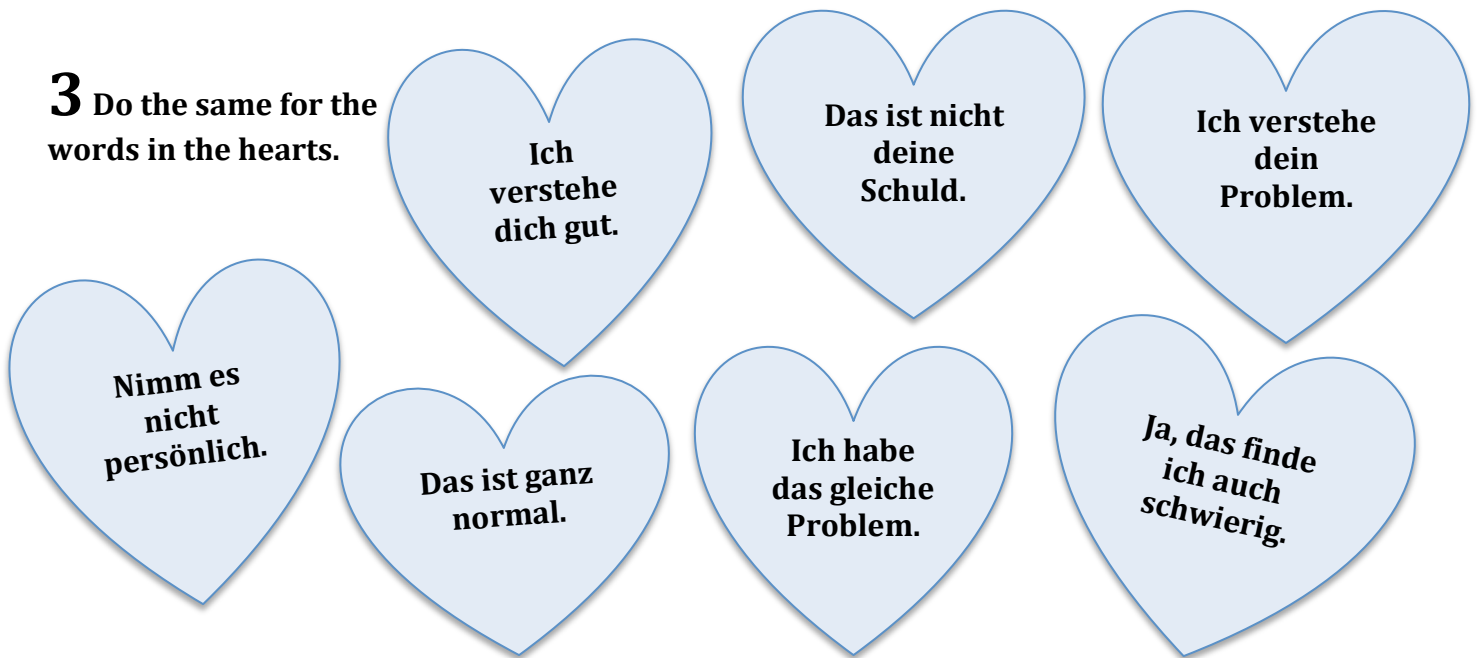 3 Do the same for the
words in the hearts.
Ich
verstehe
dich gut.
Das ist nicht
deine
Schuld.
Ich verstehe
dein
Problem.
Nimm es
nicht
persönlich.
Das ist ganz
normal.
Ich habe
das gleiche
Problem.
Ja, das finde
ich auch
schwierig.